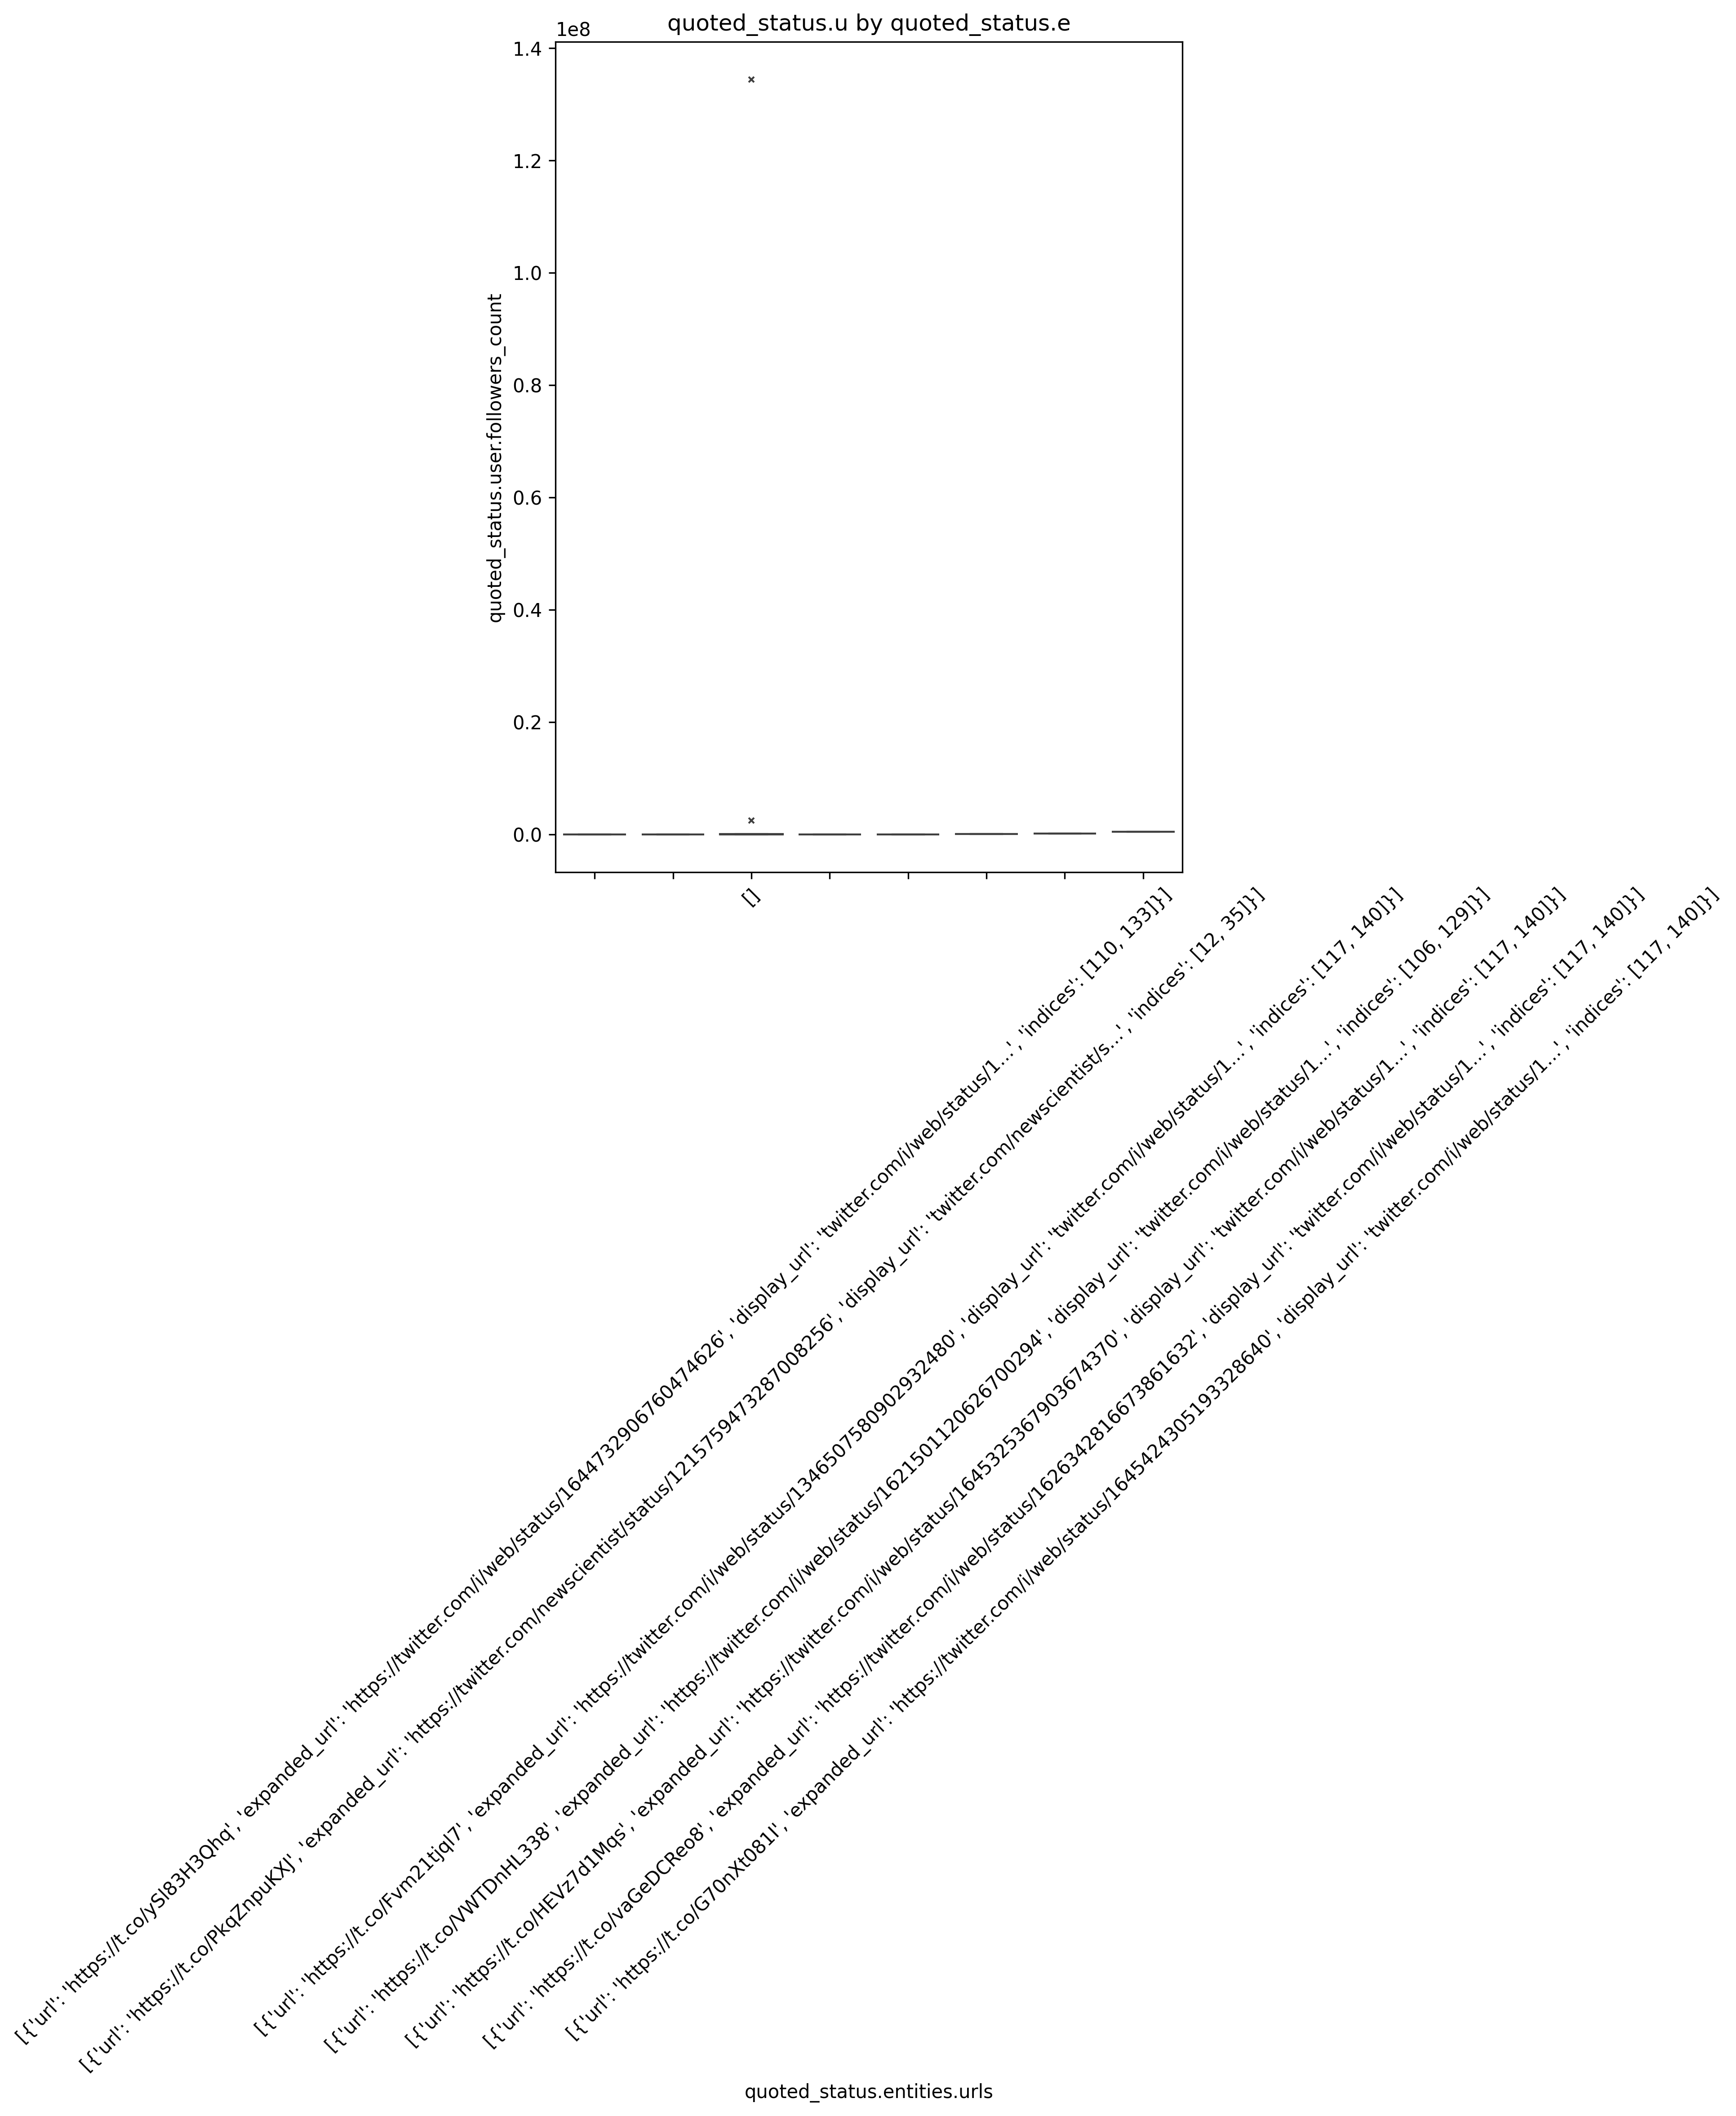 quoted_status.u by quoted_status.e
1e8
1.4
1.2
1.0
0.8
0.6
0.4
0.2
0.0
quoted_status.user.followers_count
[{'url': 'https://t.co/ySl83H3Qhq', 'expanded_url': 'https://twitter.com/i/web/status/1644732906760474626', 'display_url': 'twitter.com/i/web/status/1…', 'indices': [110, 133]}]
[{'url': 'https://t.co/PkqZnpuKXJ', 'expanded_url': 'https://twitter.com/newscientist/status/1215759473287008256', 'display_url': 'twitter.com/newscientist/s…', 'indices': [12, 35]}]
[]
[{'url': 'https://t.co/Fvm21tjql7', 'expanded_url': 'https://twitter.com/i/web/status/1346507580902932480', 'display_url': 'twitter.com/i/web/status/1…', 'indices': [117, 140]}]
[{'url': 'https://t.co/VWTDnHL338', 'expanded_url': 'https://twitter.com/i/web/status/1621501120626700294', 'display_url': 'twitter.com/i/web/status/1…', 'indices': [106, 129]}]
[{'url': 'https://t.co/HEVz7d1Mqs', 'expanded_url': 'https://twitter.com/i/web/status/1645325367903674370', 'display_url': 'twitter.com/i/web/status/1…', 'indices': [117, 140]}]
[{'url': 'https://t.co/vaGeDCReo8', 'expanded_url': 'https://twitter.com/i/web/status/1626342816673861632', 'display_url': 'twitter.com/i/web/status/1…', 'indices': [117, 140]}]
[{'url': 'https://t.co/G70nXt081l', 'expanded_url': 'https://twitter.com/i/web/status/1645424305193328640', 'display_url': 'twitter.com/i/web/status/1…', 'indices': [117, 140]}]
quoted_status.entities.urls